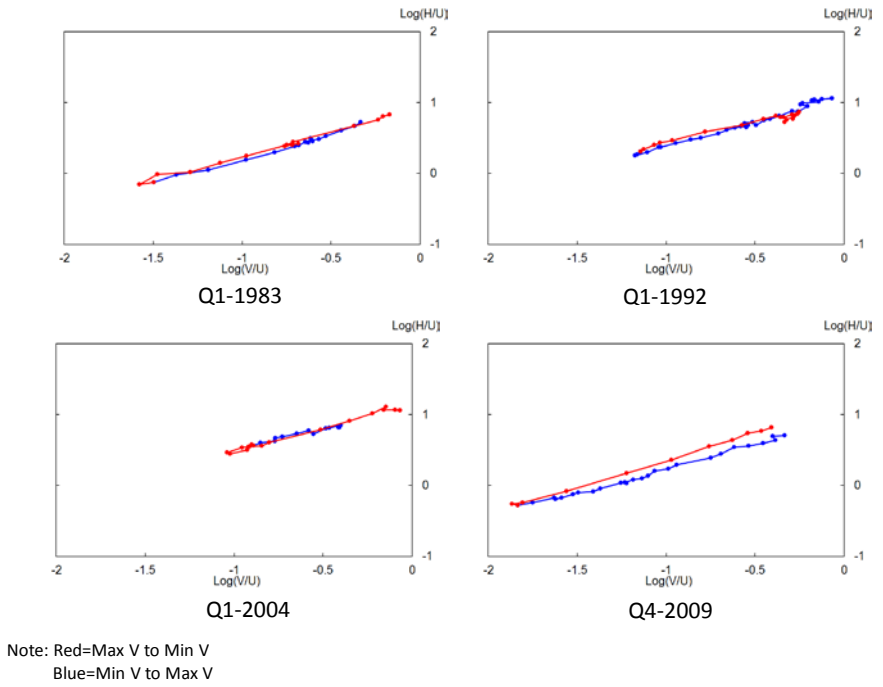 Log(H/U)
2
1
0
-1
-2 -1.5 -1 -0.5 0
Log(V/U)
Q1-1983
Log(H/U)
2
1
0
-1
-2 -1.5 -1 -0.5 0
Log(V/U)
Q1-1992
Log(H/U)
2
1
0
-1
-2 -1.5 -1 -0.5 0
Log(V/U)
Q1-2004
Log(H/U)
2
1
0
-1
-2 -1.5 -1 -0.5 0
Log(V/U)
Q4-2009
Note: Red=Max V to Min V
Blue=Min V to Max V